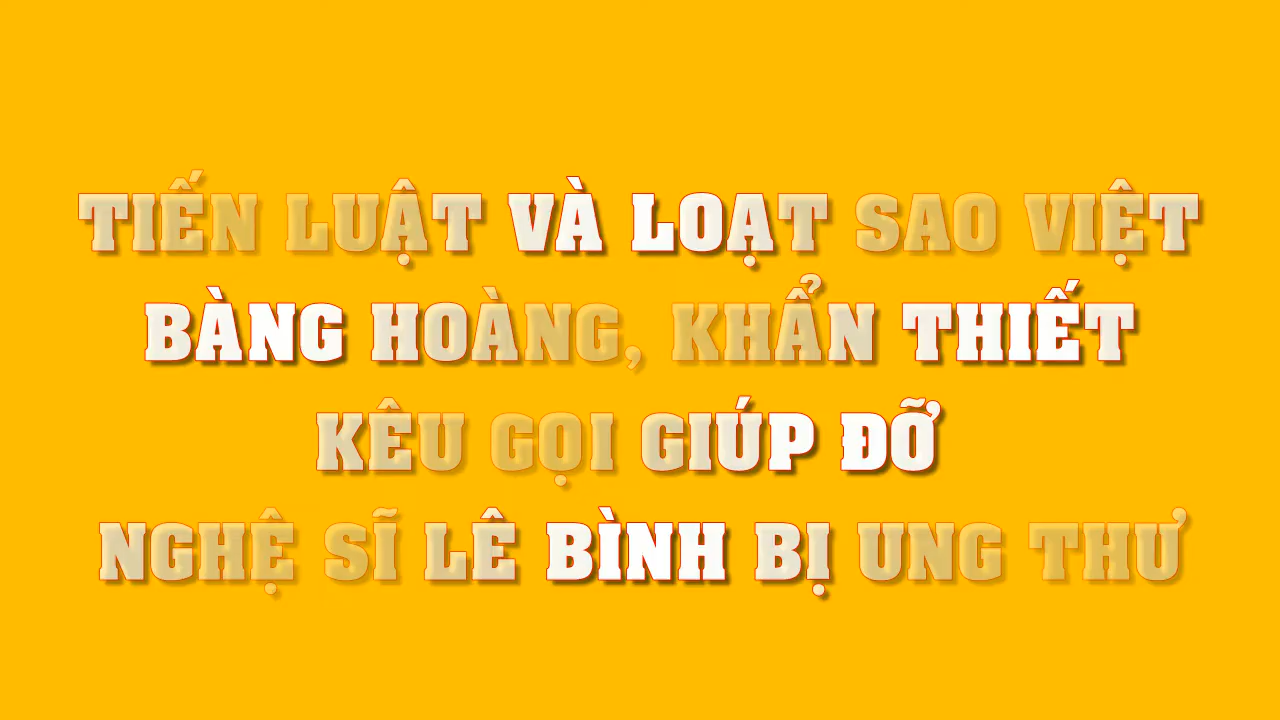 TIẾN LUẬT VÀ LOẠT SAO VIỆT
BÀNG HOÀNG, KHẨN THIẾT
KÊU GỌI GIÚP ĐỠ
NGHỆ SĨ LÊ BÌNH BỊ UNG THƯ